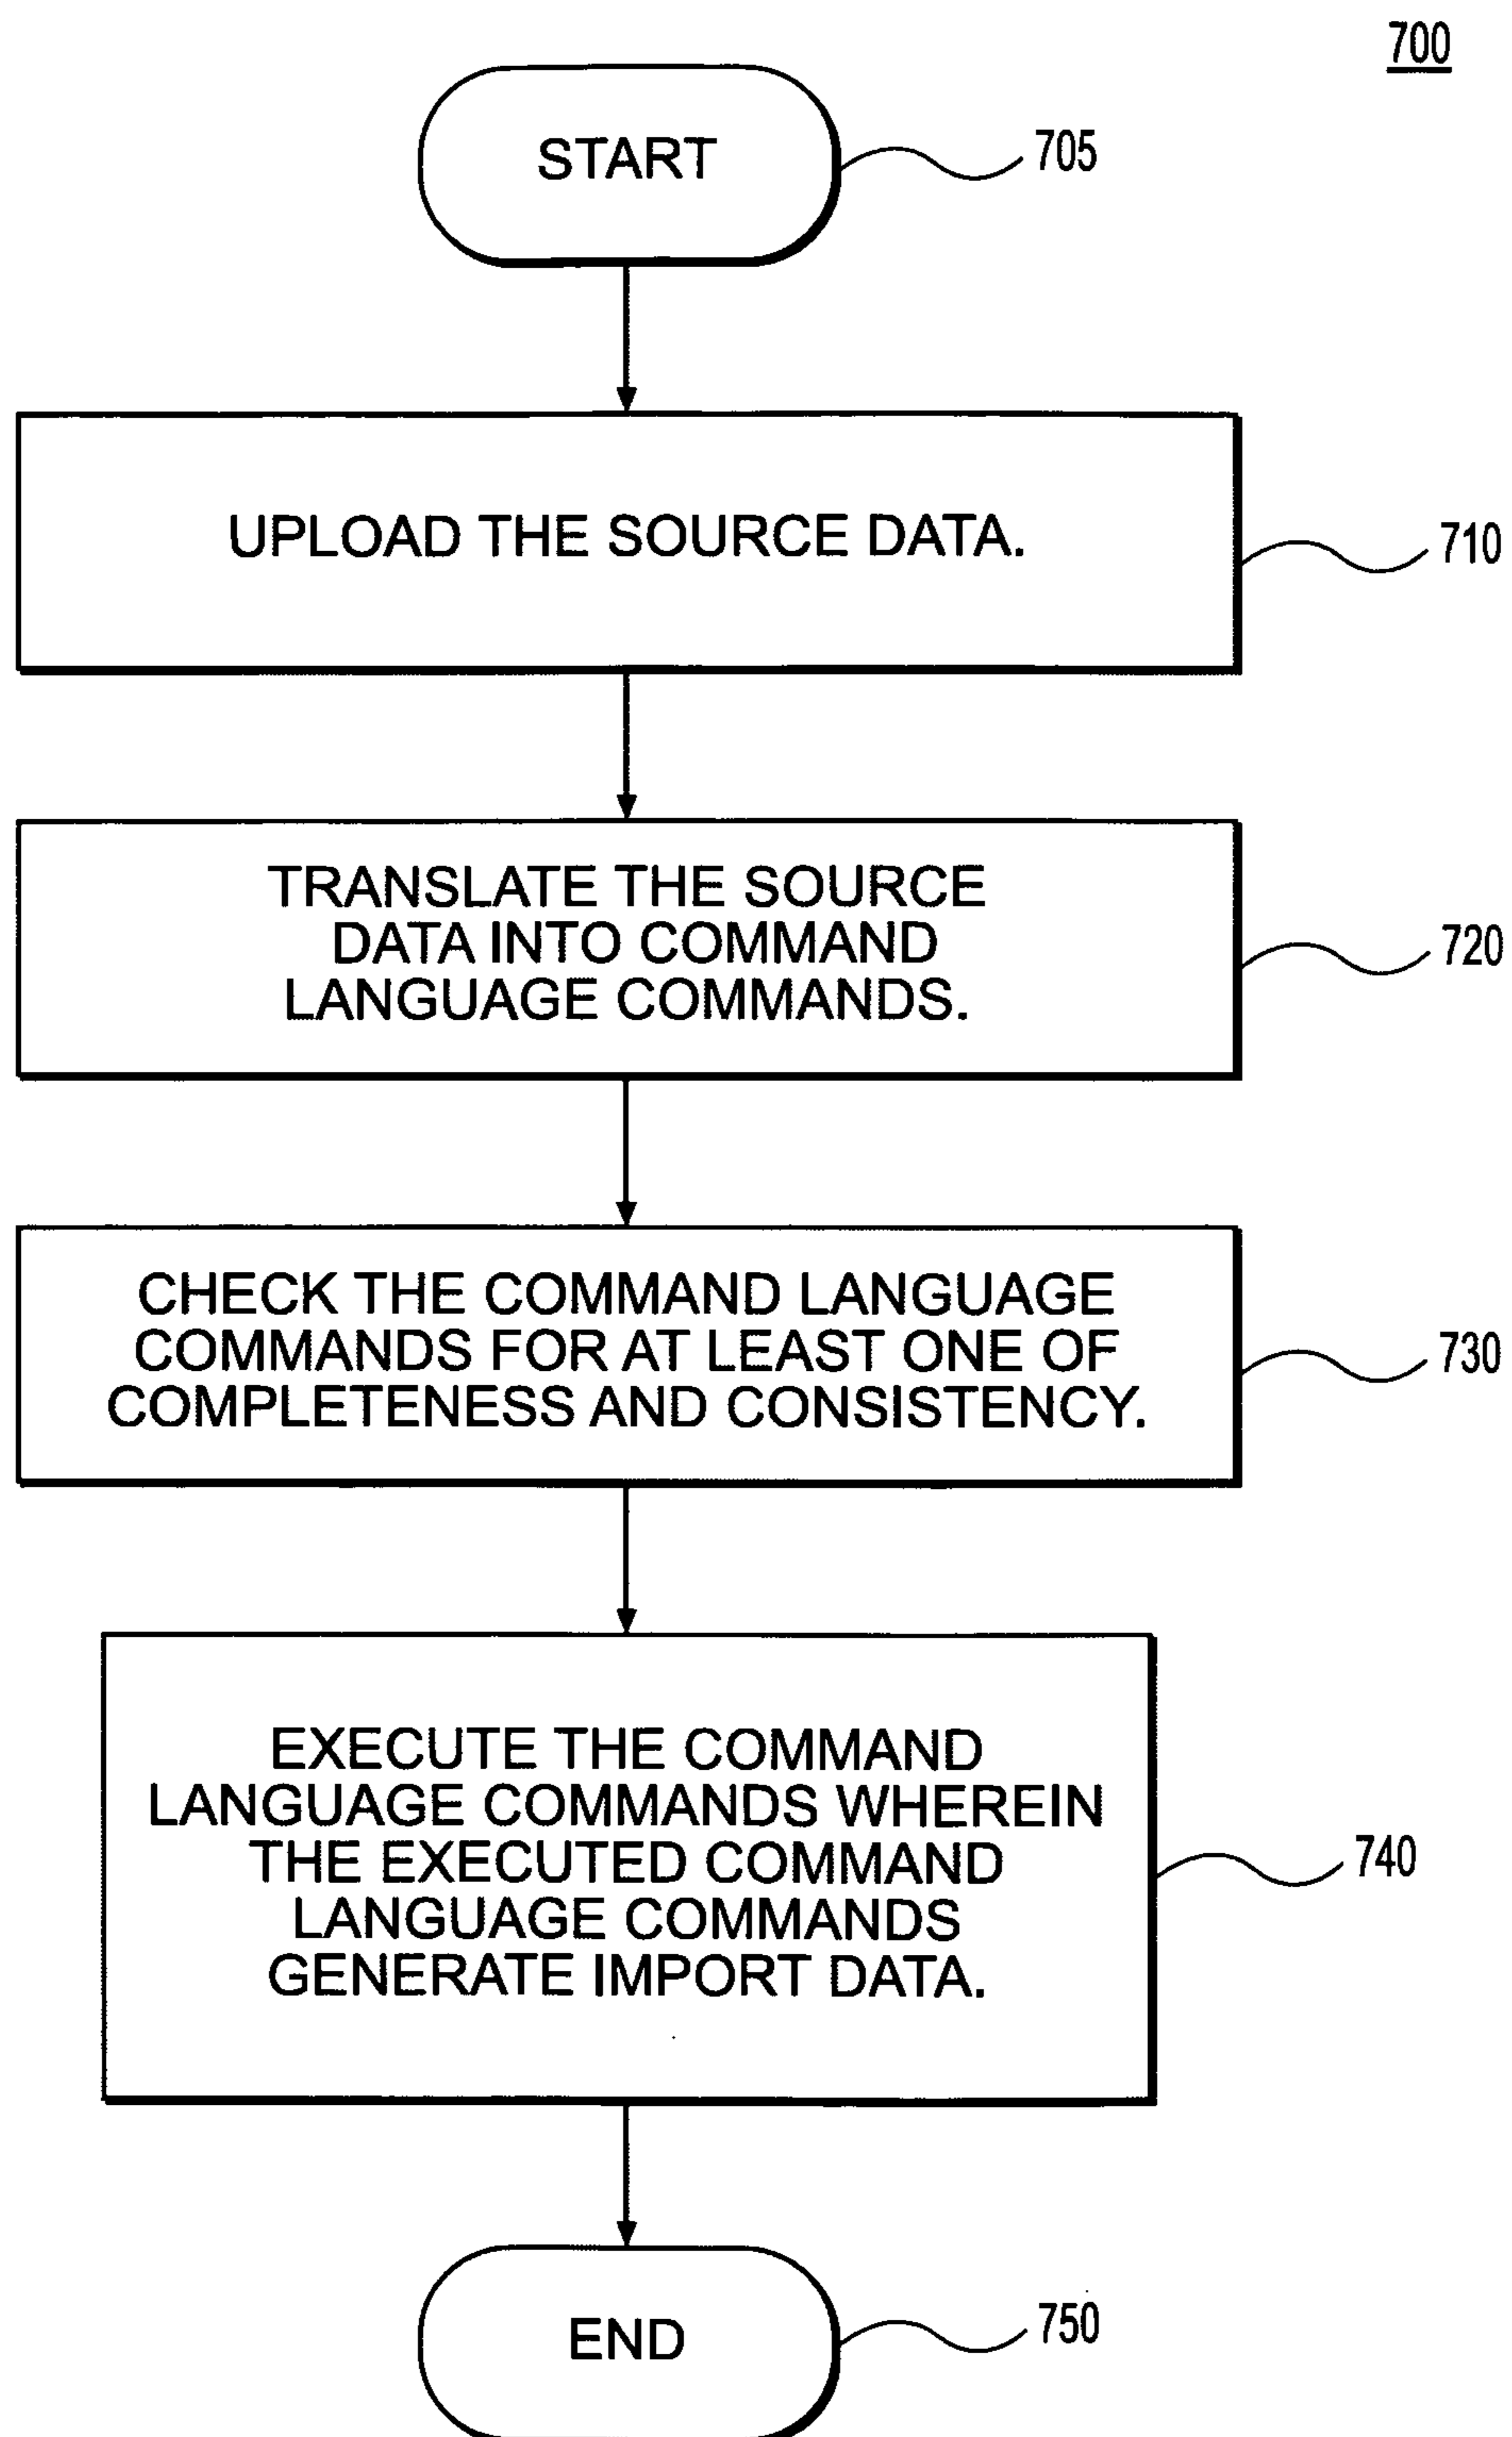 700
START
705
UPLOAD THE SOURCE DATA.
710
TRANSLATE THE SOURCE
DATA INTO COMMAND
LANGUAGE COMMANDS.
720
CHECK THE COMMAND LANGUAGE
COMMANDS FOR AT LEAST ONE OF
COMPLETENESS AND CONSISTENCY.
730
EXECUTE THE COMMAND
LANGUAGE COMMANDS WHEREIN
THE EXECUTED COMMAND
LANGUAGE COMMANDS
GENERATE IMPORT DATA.
740
END
750